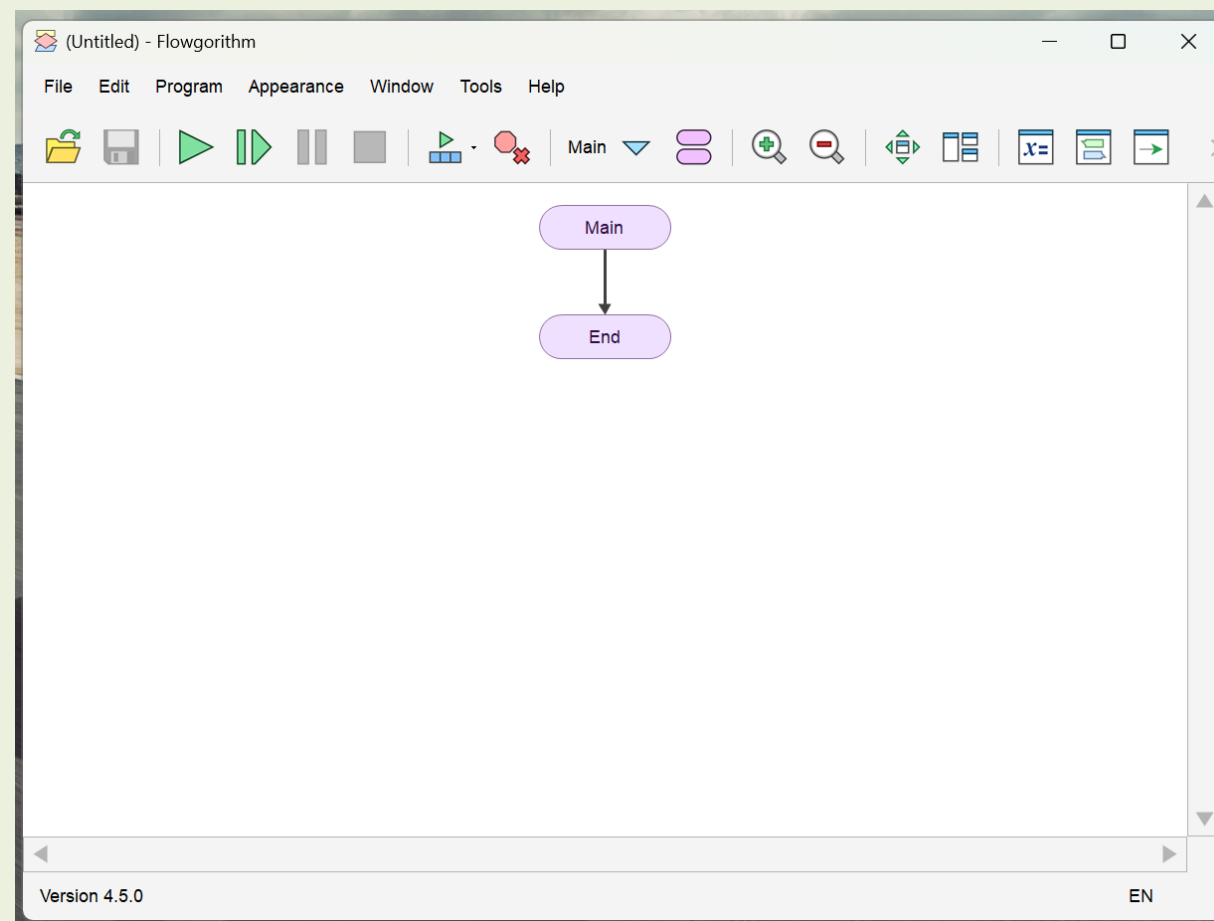 (Untitled) - Flowgorithm
File Edit Program Appearance Window Tools Help
Main
x=
Main
End
Version 4.5.0 EN